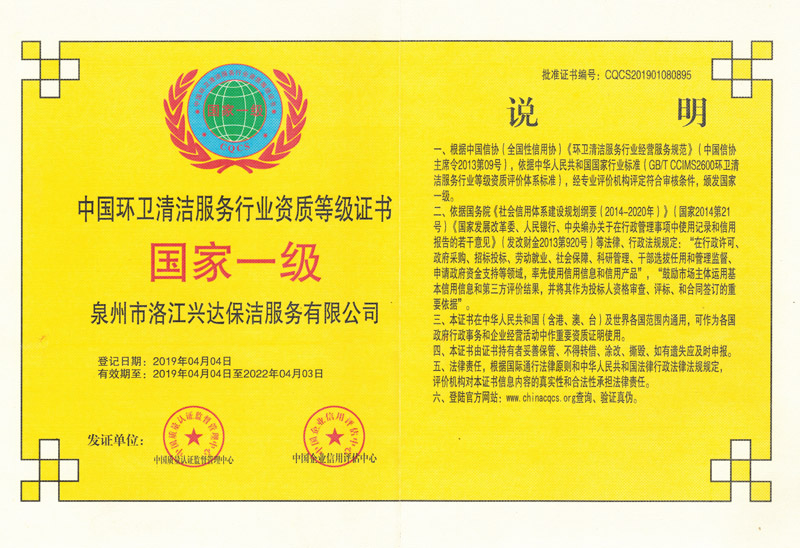 国家一级
CQCS
中国环卫清洁服务行业资质等级证书
国家一级
泉州市洛江兴达保洁服务有限公司
登记日期：2019年04月04日
有效期至：2019年04月04日至2022年04月03日
发证单位：
中国质量认证监督管理中心
中国质量认证监督管理中心
中国企业信用评估中心
中国企业信用评估中心
批准证书编号：CQCS201901080895
说 明
一、根据中国信协（全国性信用协）《环卫清洁服务行业经营服务规范》（中国信协
主席令2013第09号），依据中华人民共和国国家行业标准（GB/T CCIMS2600环卫清
洁服务行业等级资质评价体系标准），经专业评价机构评定符合审核条件，颁发国家
一级。
二、依据国务院《社会信用体系建设规划纲要（2014-2020年）》（国家2014第21
号）《国家发展改革委、人民银行、中央编办关于在行政管理事项中使用记录和信用
报告的若干意见》（发改财金2013第920号）等法律、行政法规规定：“在行政许可、
政府采购、招标投标、劳动就业、社会保障、科研管理、干部选拔任用和管理监督、
申请政府资金支持等领域，率先使用信用信息和信用产品”，“鼓励市场主体运用基
本信用信息和第三方评价结果，并将其作为投标人资格审查、评标、和合同签订的重
要依据”。
三、本证书在中华人民共和国（含港、澳、台）及世界各国范围内通用，可作为各国
政府行政事务和企业经营活动中作重要资质证明使用。
四、本证书由证书持有者妥善保管、不得转借、涂改、撕毁、如有遗失应及时申报。
五、法律责任，根据国际通行法律原则和中华人民共和国法律行政法律法规规定，
评价机构对本证书信息内容的真实性和合法性承担法律责任。
六、登陆官方网站：www.chinacqcs.org查询、验证真伪。